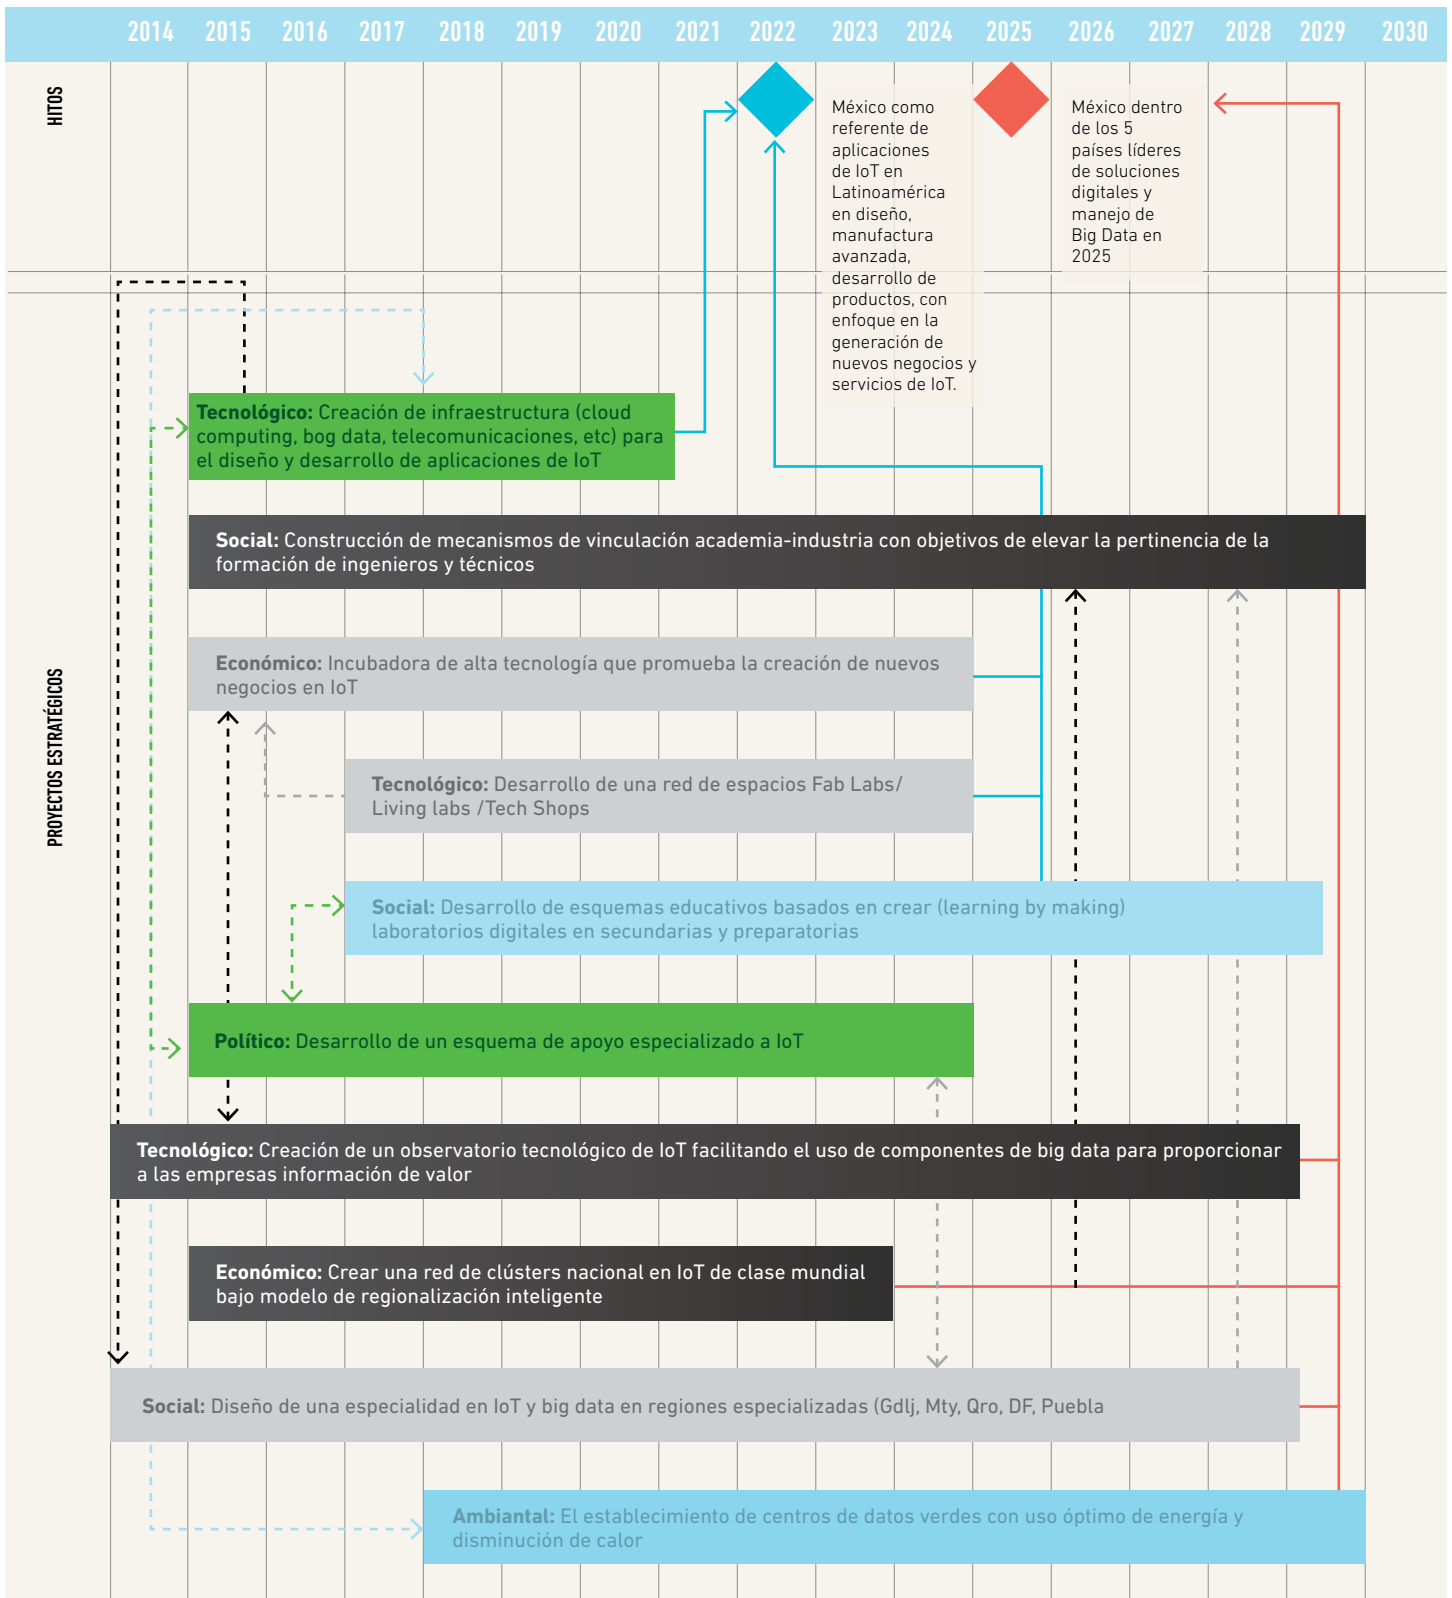 2014 2015 2016 2017 2018 2019 2020 2021 2022 2023 2024 2025 2026 2027 2028 2029 2030
HITOS
México como
referente de
aplicaciones
de IoT en
Latinoamérica
en diseño,
manufactura
avanzada,
desarrollo de
productos, con
enfoque en la
generación de
nuevos negocios y
servicios de IoT.
México dentro
de los 5
países líderes
de soluciones
digitales y
manejo de
Big Data en
2025
PROYECTOS ESTRATÉGICOS
Tecnológico: Creación de infraestructura (cloud
computing, bog data, telecomunicaciones, etc) para
el diseño y desarrollo de aplicaciones de IoT
Social: Construcción de mecanismos de vinculación academia-industria con objetivos de elevar la pertinencia de la
formación de ingenieros y técnicos
Económico: Incubadora de alta tecnología que promueba la creación de nuevos
negocios en IoT
Tecnológico: Desarrollo de una red de espacios Fab Labs/
Living labs /Tech Shops
Social: Desarrollo de esquemas educativos basados en crear (learning by making)
laboratorios digitales en secundarias y preparatorias
Político: Desarrollo de un esquema de apoyo especializado a IoT
Tecnológico: Creación de un observatorio tecnológico de IoT facilitando el uso de componentes de big data para proporcionar
a las empresas información de valor
Económico: Crear una red de clústers nacional en IoT de clase mundial
bajo modelo de regionalización inteligente
Social: Diseño de una especialidad en IoT y big data en regiones especializadas (Gdlj, Mty, Qro, DF, Puebla
Ambiantal: El establecimiento de centros de datos verdes con uso óptimo de energía y
disminución de calor